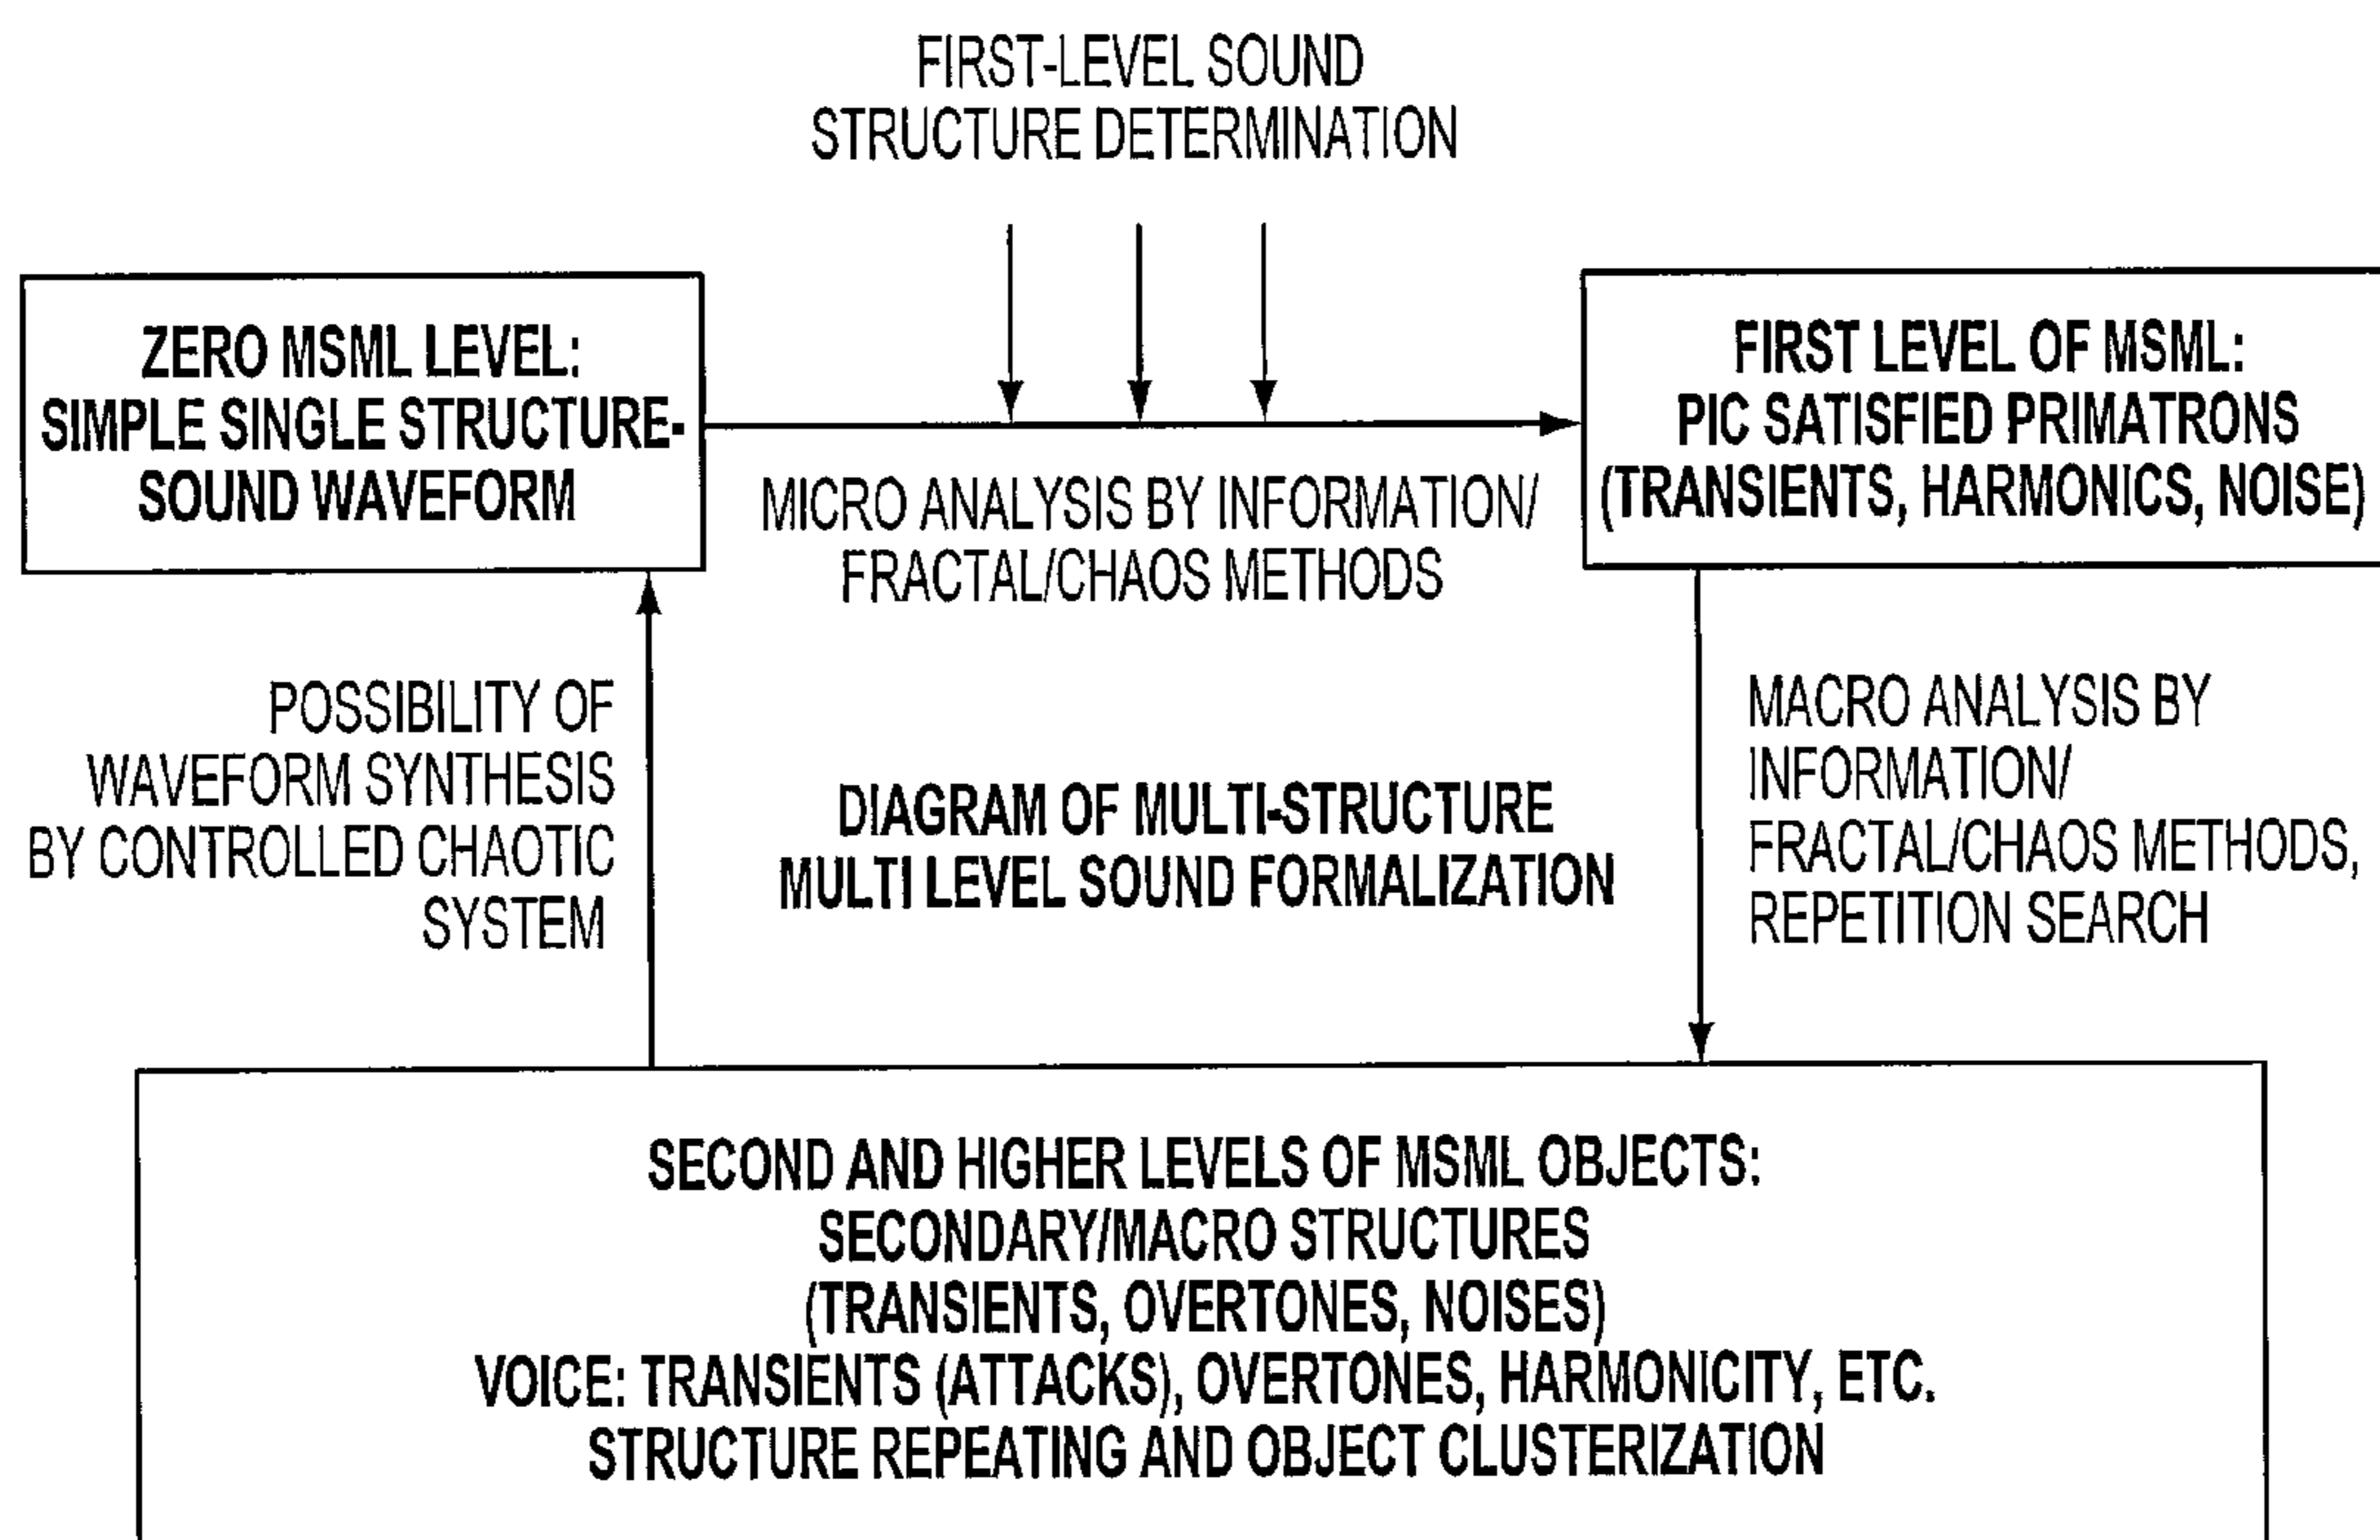 FIRST-LEVEL SOUND
STRUCTURE DETERMINATION
ZERO MSML LEVEL:
SIMPLE SINGLE STRUCTURE-
SOUND WAVEFORM
FIRST LEVEL OF MSML:
PIC SATISFIED PRIMATRONS
(TRANSIENTS, HARMONICS, NOISE)
MICRO ANALYSIS BY INFORMATION/
FRACTAL/CHAOS METHODS
POSSIBILITY OF
WAVEFORM SYNTHESIS
BY CONTROLLED CHAOTIC
SYSTEM
DIAGRAM OF MULTI-STRUCTURE
MULTI LEVEL SOUND FORMALIZATION
MACRO ANALYSIS BY
INFORMATION/
FRACTAL/CHAOS METHODS,
REPETITION SEARCH
SECOND AND HIGHER LEVELS OF MSML OBJECTS:
SECONDARY/MACRO STRUCTURES
(TRANSIENTS, OVERTONES, NOISES)
VOICE: TRANSIENTS (ATTACKS), OVERTONES, HARMONICITY, ETC.
STRUCTURE REPEATING AND OBJECT CLUSTERIZATION